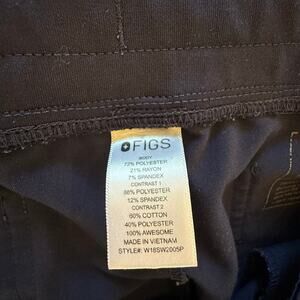 FIGS
BODY
72% POLYESTER
21% RAYON
7% SPANDEX
CONTRAST 1
88% POLYESTER
12% SPANDEX
CONTRAST 2
60% COTTON
40% POLYESTER
100% AWESOME
MADE IN VIETNAM
STYLE#: W18SW2005P